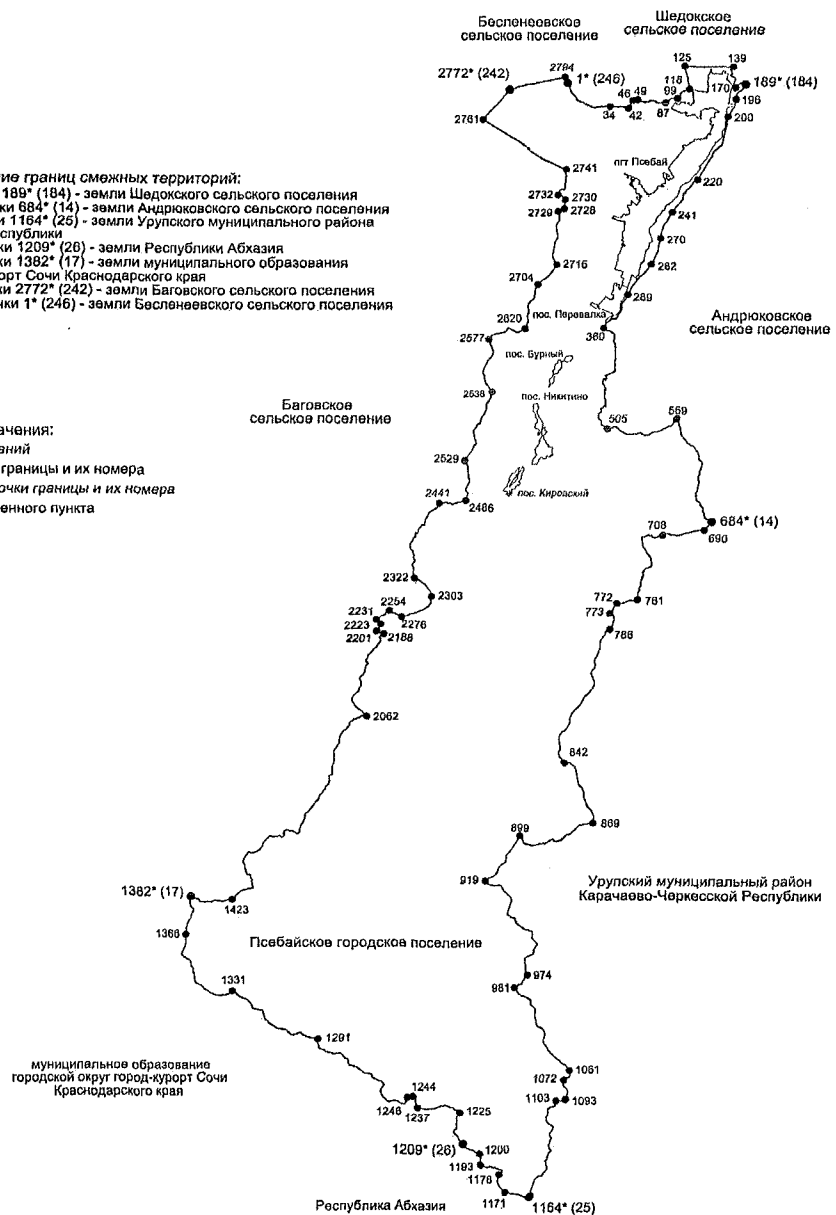 Бесленеевское
сельское поселение
Шедокское
сельское поселение
2772* (242)
2784
1* (246)
125
139
118
170
189* (184)
196
200
46
49
99
87
34
42
2761
пгт Псебай
ие границ смежных территорий:
189* (184) - земли Шедокского сельского поселения
ки 684* (14) - земли Андрюковского сельского поселения
и 1164* (25) - земли Урупского муниципального района
спублики
ки 1209* (26) - земли Республики Абхазия
ки 1382* (17) - земли муниципального образования
орт Сочи Краснодарского края
ки 2772* (242) - земли Баговского сельского поселения
чки 1* (246) - земли Бесленеевского сельского поселения
2741
2732
2730
2729
2728
220
241
270
282
289
2716
2704
2620
пос. Перевалка
360
Андрюковское
сельское поселение
2577
пос. Бурный
2538
пос. Никитино
Баговское
сельское поселение
505
569
ачения:
аний
границы и их номера
очки границы и их номера
енного пункта
2529
2441
2486
пос. Кировский
684* (14)
690
708
2322
2303
2254
2231
2223
2276
2201
2188
772
761
773
786
2062
842
869
899
919
Урупский муниципальный район
Карачаево-Черкесской Республики
1382* (17)
1423
1366
Псебайское городское поселение
974
981
1331
1291
муниципальное образование
городской округ город-курорт Сочи
Краснодарского края
1061
1072
1103
1093
1244
1246
1237
1225
1209* (26)
1200
1193
1176
1171
1164* (25)
Республика Абхазия